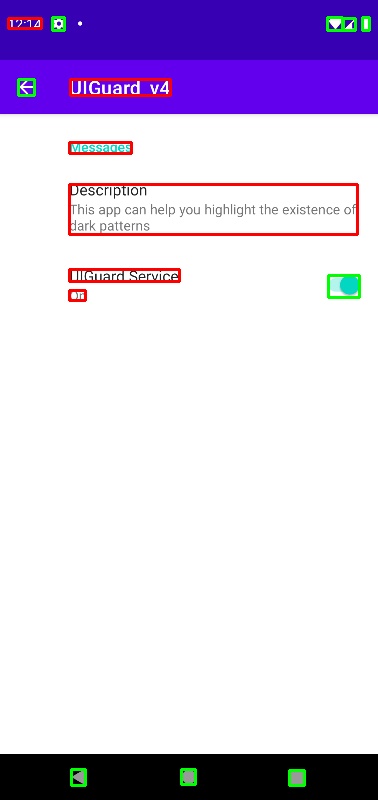 12:14
UIGuard_v4
Messages
Description
This app can help you highlight the existence of
dark patterns
UIGuard Service
On